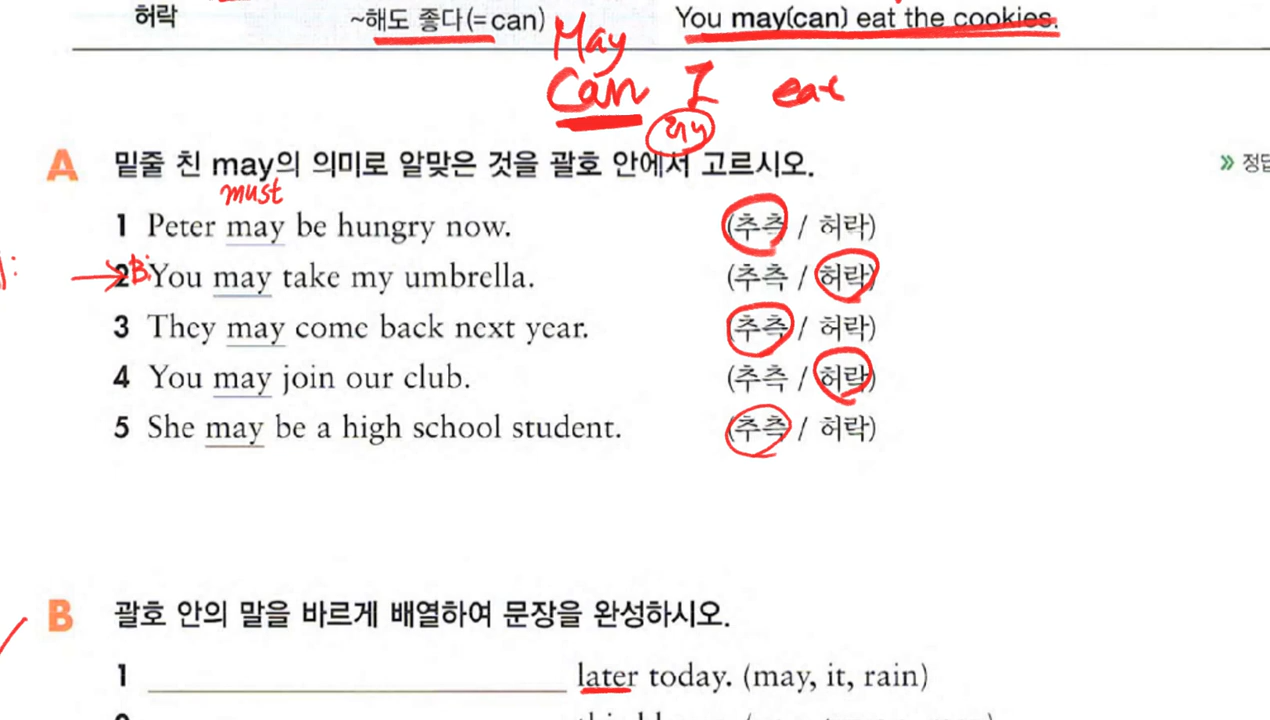 허락 ~해도 좋다(=can) You may(can) eat the cookies.
May
Can I eat
A 밑줄 친 may의 의미로 알맞은 것을 괄호 안에서 고르시오. » 정답
must
1 Peter may be hungry now. (추측 / 허락)
B:
2 You may take my umbrella. (추측 / 허락)
3 They may come back next year. (추측 / 허락)
4 You may join our club. (추측 / 허락)
5 She may be a high school student. (추측 / 허락)
B 괄호 안의 말을 바르게 배열하여 문장을 완성하시오.
1 later today. (may, it, rain)